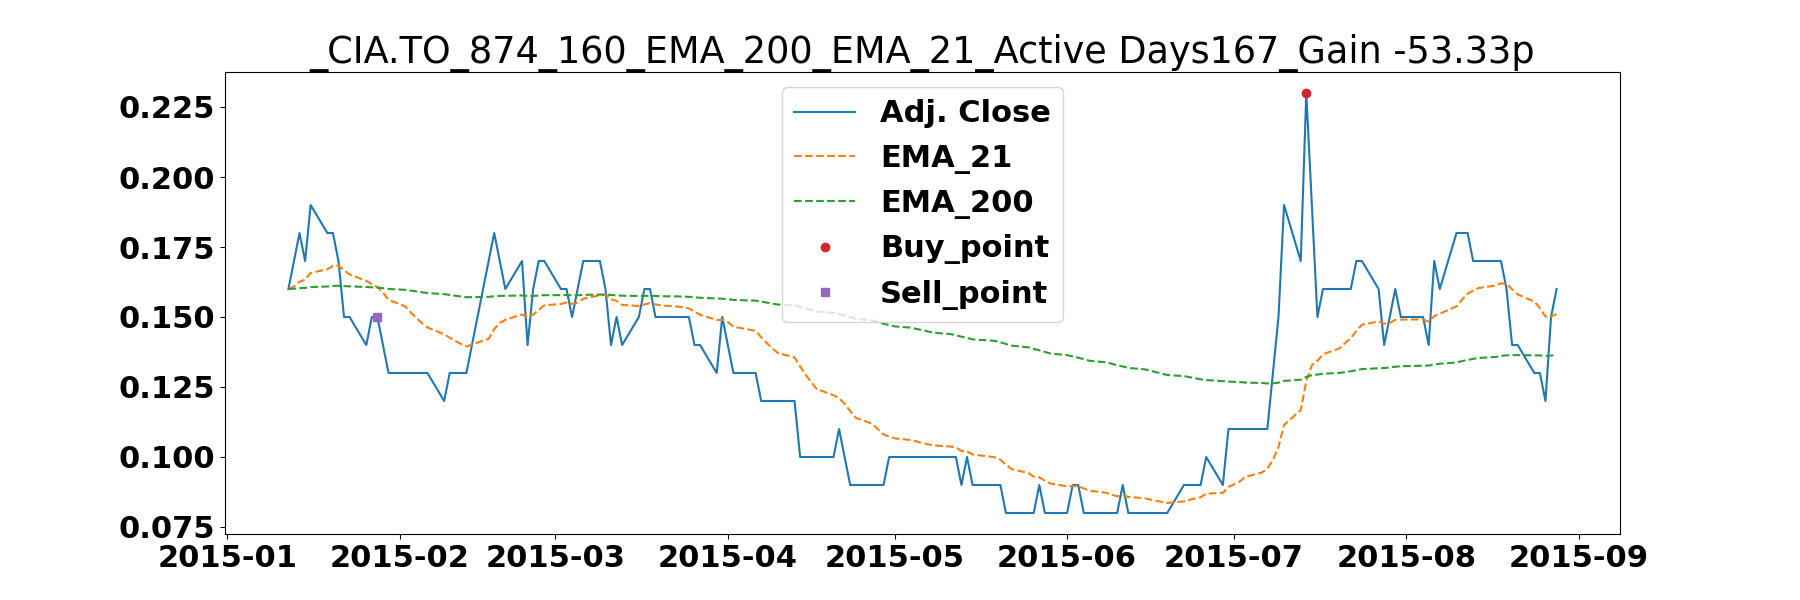 _CIA.TO_874_160_EMA_200_EMA_21_Active Days167_Gain -53.33p
0.225
0.200
0.175
0.150
0.125
0.100
0.075
Adj. Close
EMA_21
EMA_200
Buy_point
Sell_point
2015-01 2015-02 2015-03 2015-04 2015-05 2015-06 2015-07 2015-08 2015-09